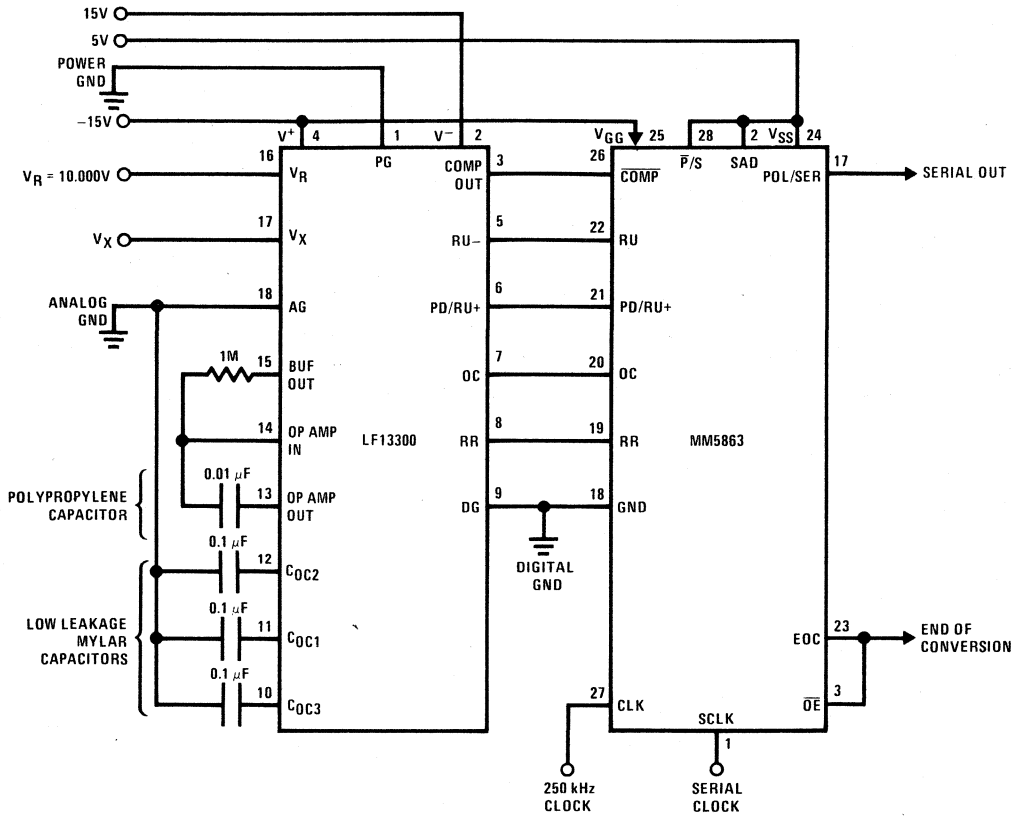 15V
5V
POWER
GND
−15V
V+ 4
1
PG
V− 2
VGG 25
28
P̅/S
2
SAD
VSS 24
16
VR
VR = 10.000V
COMP
OUT
3
26
C̅O̅M̅P̅
POL/SER
17
SERIAL OUT
VX
17
VX
RU−
5
22
RU
ANALOG
GND
18
AG
PD/RU+
6
21
PD/RU+
1M
15
BUF
OUT
OC
7
20
OC
14
OP AMP
IN
LF13300
RR
8
19
RR
MM5863
POLYPROPYLENE
CAPACITOR
0.01 µF
13
OP AMP
OUT
DG
9
18
GND
DIGITAL
GND
0.1 µF
12
COC2
LOW LEAKAGE
MYLAR
CAPACITORS
0.1 µF
11
COC1
EOC
23
END OF
CONVERSION
0.1 µF
10
COC3
27
CLK
O̅E̅
3
SCLK
1
250 kHz
CLOCK
SERIAL
CLOCK